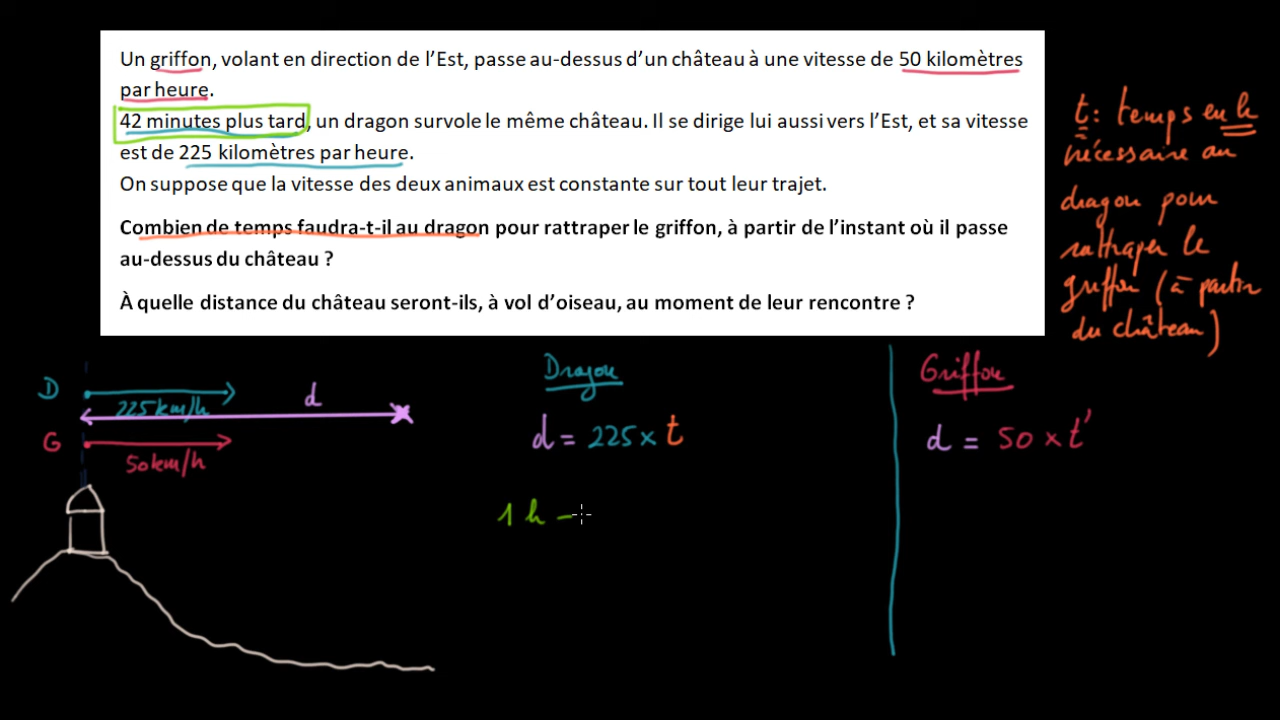 Un griffon, volant en direction de l’Est, passe au-dessus d’un château à une vitesse de 50 kilomètres
par heure.
42 minutes plus tard, un dragon survole le même château. Il se dirige lui aussi vers l’Est, et sa vitesse
est de 225 kilomètres par heure.
On suppose que la vitesse des deux animaux est constante sur tout leur trajet.
Combien de temps faudra-t-il au dragon pour rattraper le griffon, à partir de l’instant où il passe
au-dessus du château ?
À quelle distance du château seront-ils, à vol d’oiseau, au moment de leur rencontre ?
t : temps en h
nécessaire au
dragon pour
rattraper le
griffon (à partir
du château)
D
225 km/h
d
G
50 km/h
Dragon
d = 225 × t
1 h -
Griffon
d = 50 × t'